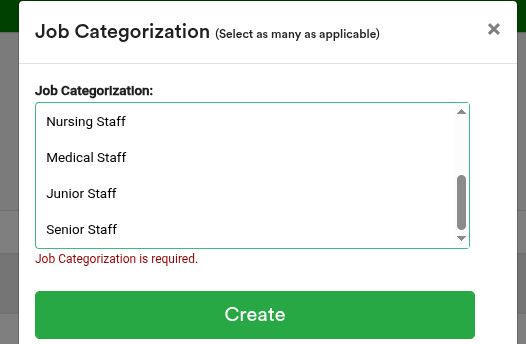 Job Categorization (Select as many as applicable)
×
Job Categorization:
Nursing Staff
Medical Staff
Junior Staff
Senior Staff
Job Categorization is required.
Create